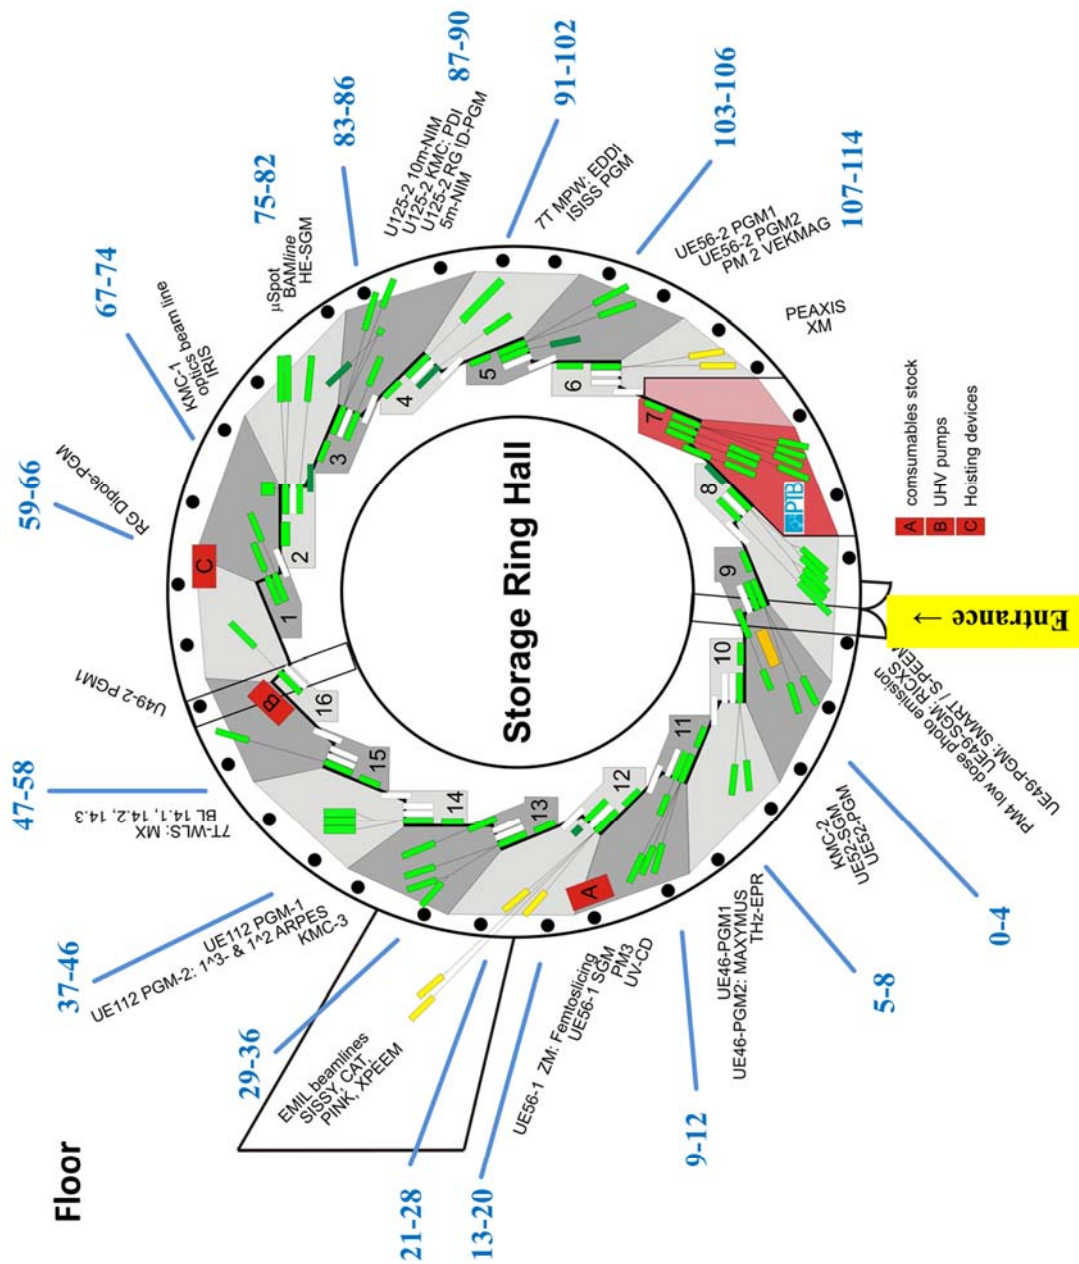 Floor
Storage Ring Hall
87-90
91-102
83-86
103-106
75-82
107-114
67-74
59-66
47-58
37-46
29-36
21-28
13-20
9-12
5-8
0-4
U125-2 10m-NIM
U125-2 KMC: PDI
U125-2 RG ID-PGM
5m-NIM
7T MPW: EDDI
ISISS PGM
UE56-2 PGM1
UE56-2 PGM2
PM 2 VEKMAG
PEAXIS
XM
µSpot
BAMline
HE-SGM
KMC-1
optics beam line
IRIS
RG Dipole-PGM
U49-2 PGM1
7T-WLS: MX
BL 14.1, 14.2, 14.3
UE112 PGM-1
UE112 PGM-2: 1^3- & 1^2 ARPES
KMC-3
EMIL beamlines
SISSY, CAT,
PINK, XPEEM
UE56-1 ZM: Femtoslicing
UE56-1 SGM
PM3
UV-CD
UE46-PGM1
UE46-PGM2: MAXYMUS
THz-EPR
KMC-2
UE52-SGM
UE52-PGM
PM4 low dose photo emission
UE49-SGM: RICXS
UE49-PGM: SMART / S-PEEM
Entrance →
1
2
3
4
5
6
7
8
9
10
11
12
13
14
15
16
A
B
C
PTB
A comsumables stock
B UHV pumps
C Hoisting devices